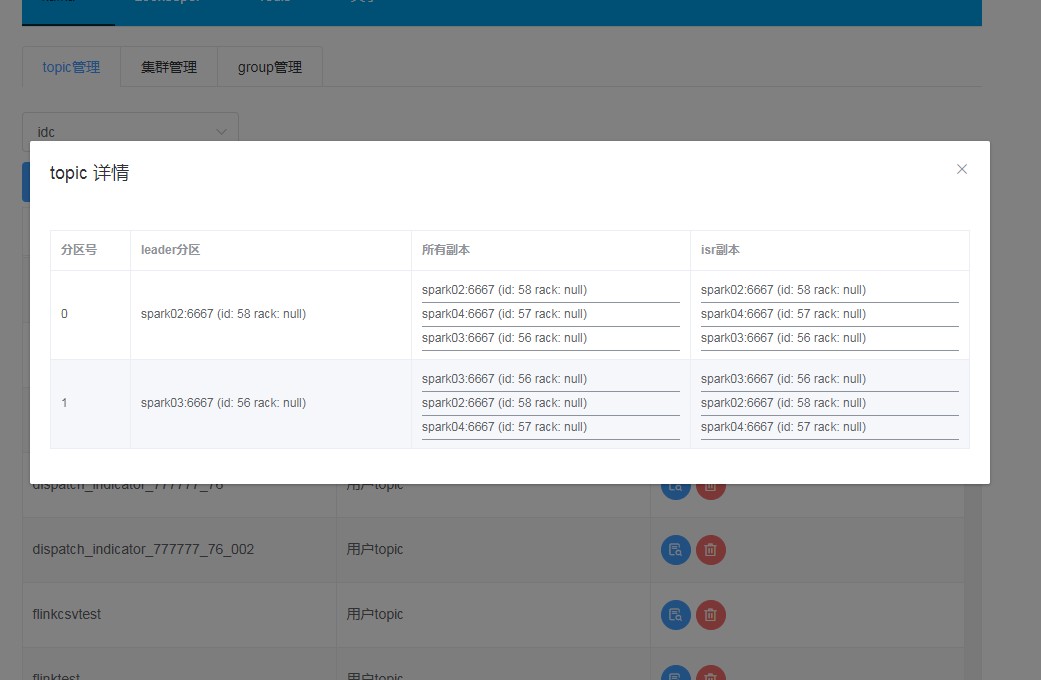 topic管理
集群管理
group管理
idc
topic 详情
分区号
leader分区
所有副本
isr副本
0
spark02:6667 (id: 58 rack: null)
spark02:6667 (id: 58 rack: null)
spark04:6667 (id: 57 rack: null)
spark03:6667 (id: 56 rack: null)
spark02:6667 (id: 58 rack: null)
spark04:6667 (id: 57 rack: null)
spark03:6667 (id: 56 rack: null)
1
spark03:6667 (id: 56 rack: null)
spark03:6667 (id: 56 rack: null)
spark02:6667 (id: 58 rack: null)
spark04:6667 (id: 57 rack: null)
spark03:6667 (id: 56 rack: null)
spark02:6667 (id: 58 rack: null)
spark04:6667 (id: 57 rack: null)
dispatch_indicator_777777_76
用户topic
dispatch_indicator_777777_76_002
用户topic
flinkcsvtest
用户topic
flinktest
用户topic